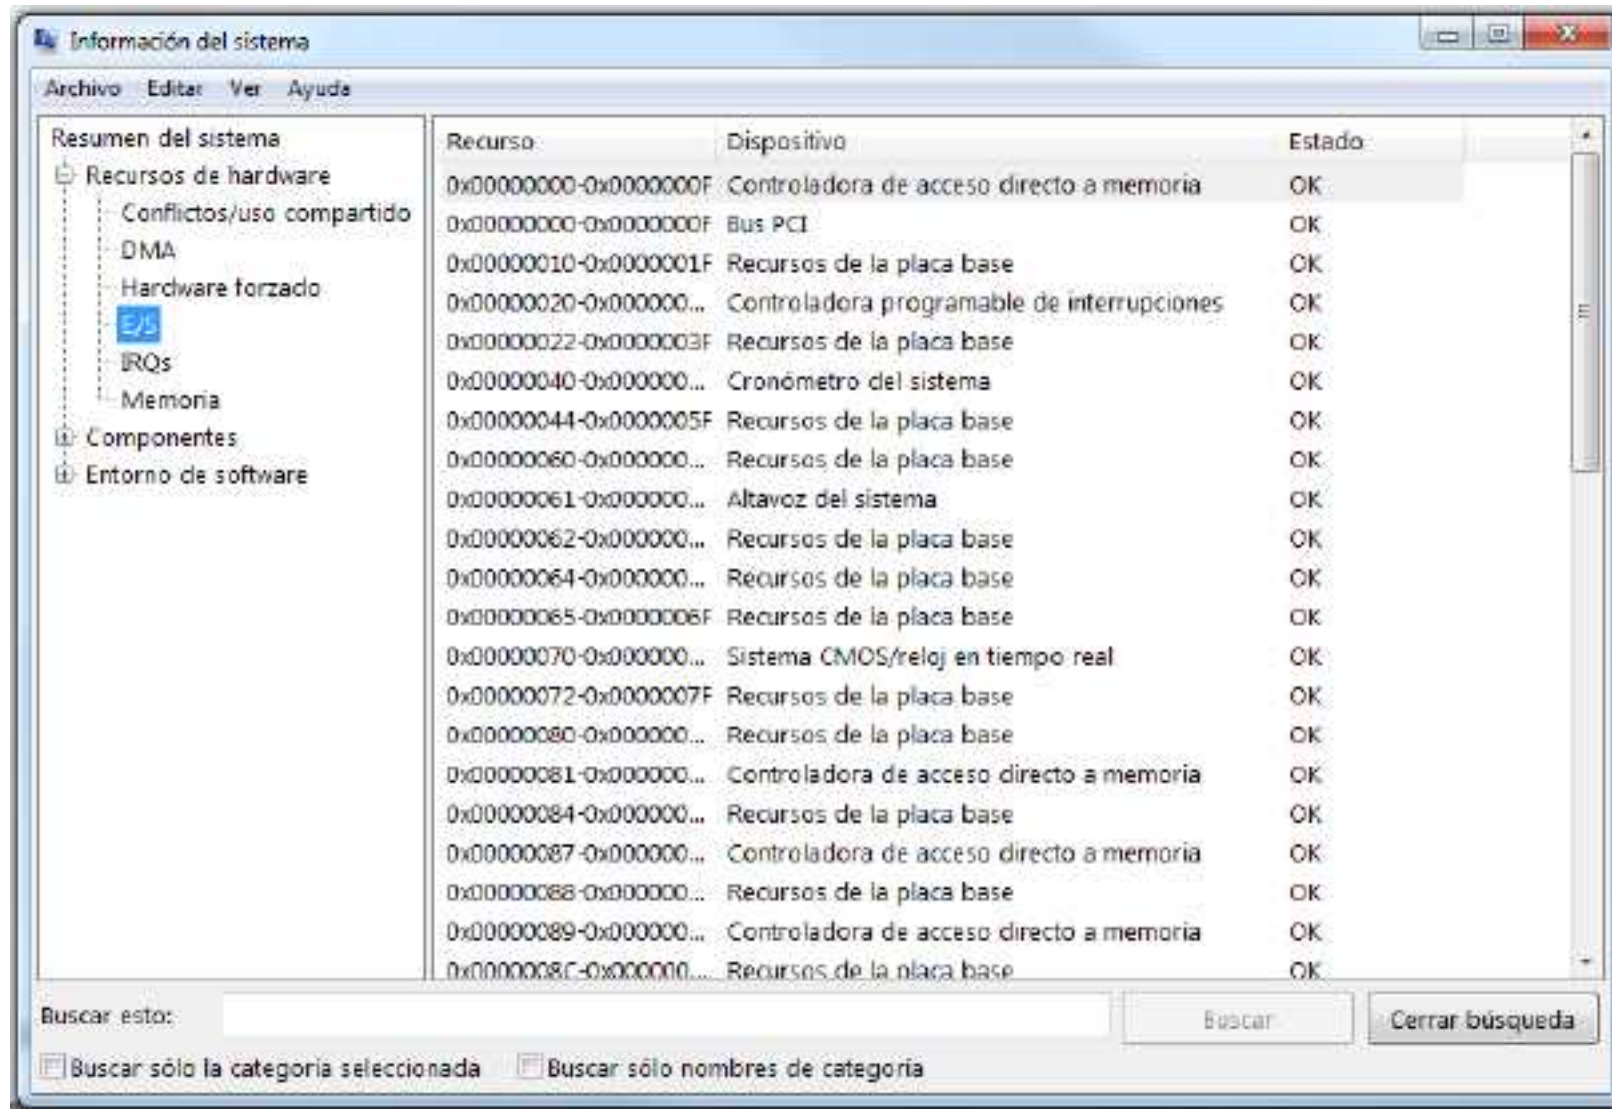 Información del sistema
Archivo Editar Ver Ayuda
Resumen del sistema
Recursos de hardware
Conflictos/uso compartido
DMA
Hardware forzado
E/S
IRQs
Memoria
Componentes
Entorno de software
Recurso Dispositivo Estado
0x00000000-0x0000000F Controladora de acceso directo a memoria OK
0x00000000-0x0000000F Bus PCI OK
0x00000010-0x0000001F Recursos de la placa base OK
0x00000020-0x000000... Controladora programable de interrupciones OK
0x00000022-0x0000003F Recursos de la placa base OK
0x00000040-0x000000... Cronómetro del sistema OK
0x00000044-0x0000005F Recursos de la placa base OK
0x00000060-0x000000... Recursos de la placa base OK
0x00000061-0x000000... Altavoz del sistema OK
0x00000062-0x000000... Recursos de la placa base OK
0x00000064-0x000000... Recursos de la placa base OK
0x00000065-0x0000006F Recursos de la placa base OK
0x00000070-0x000000... Sistema CMOS/reloj en tiempo real OK
0x00000072-0x0000007F Recursos de la placa base OK
0x00000080-0x000000... Recursos de la placa base OK
0x00000081-0x000000... Controladora de acceso directo a memoria OK
0x00000084-0x000000... Recursos de la placa base OK
0x00000087-0x000000... Controladora de acceso directo a memoria OK
0x00000088-0x000000... Recursos de la placa base OK
0x00000089-0x000000... Controladora de acceso directo a memoria OK
0x0000008C-0x000000... Recursos de la placa base OK
Buscar esto: Buscar Cerrar búsqueda
Buscar sólo la categoría seleccionada Buscar sólo nombres de categoría